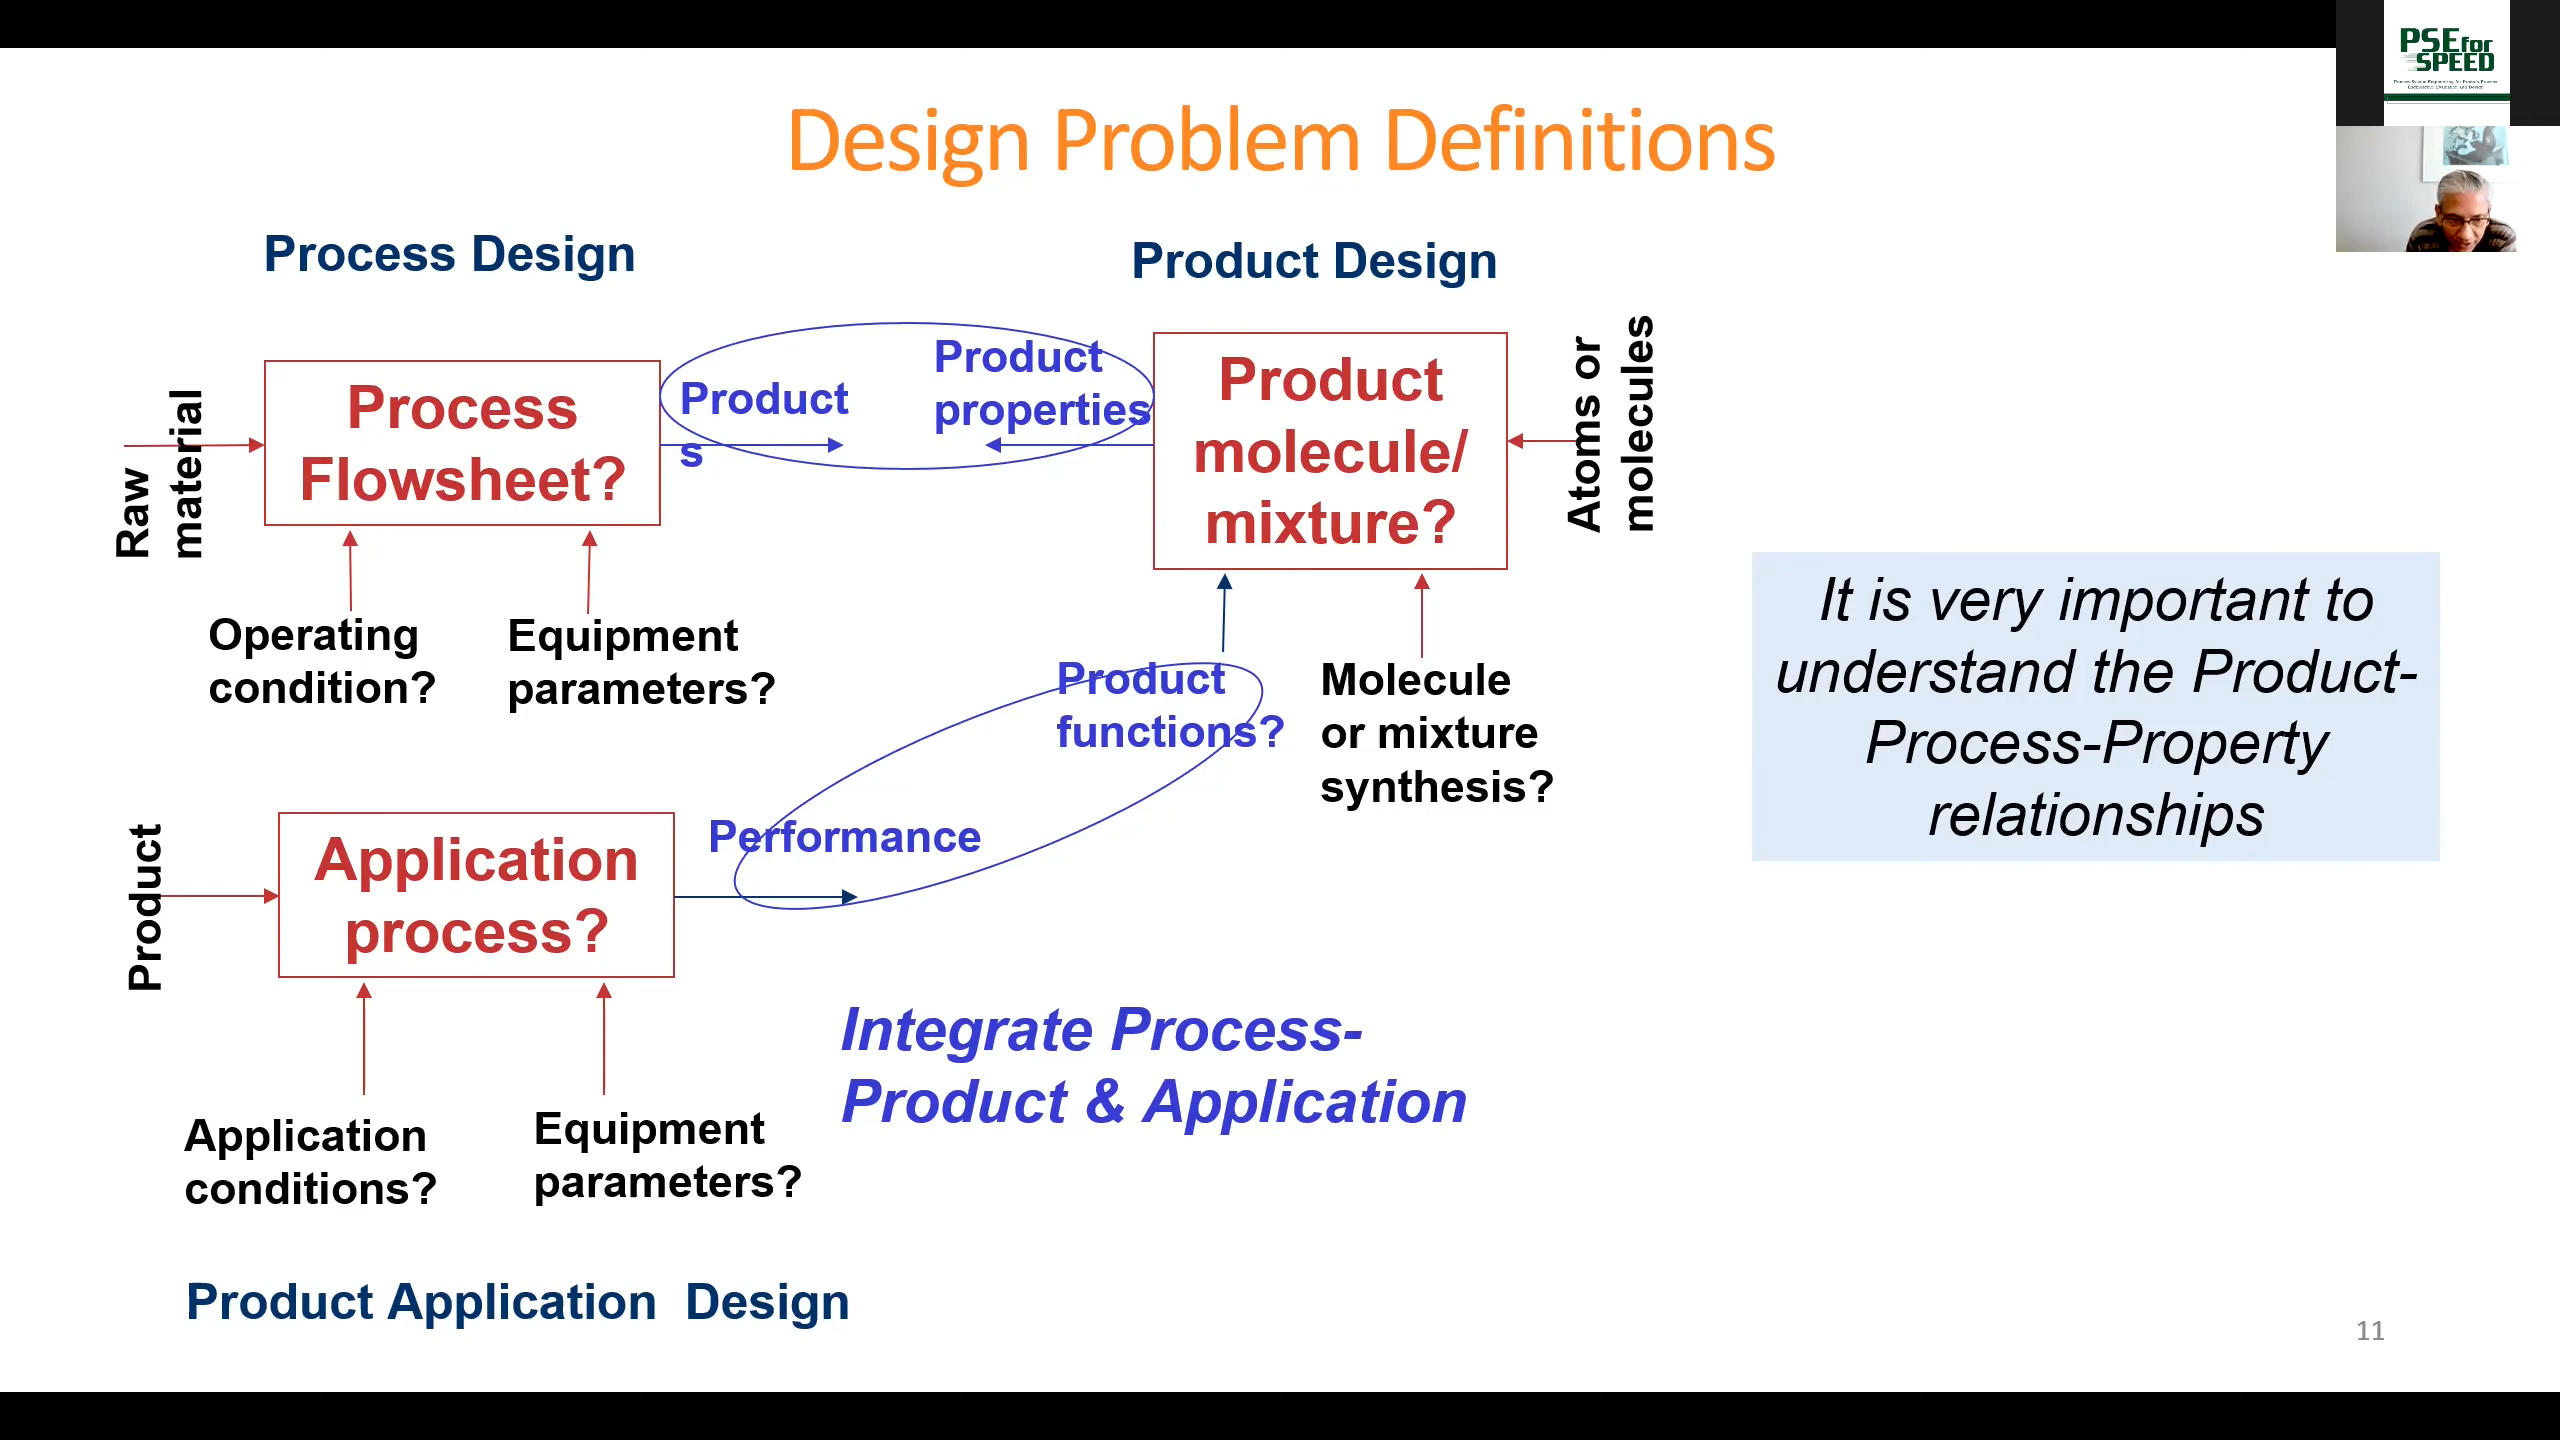 Design Problem Definitions
PSEfor
SPEED
Process Design
Product Design
Raw
material
Process
Flowsheet?
Product
s
Product
properties
Product
molecule/
mixture?
Atoms or
molecules
Operating
condition?
Equipment
parameters?
Product
functions?
Molecule
or mixture
synthesis?
It is very important to
understand the Product-
Process-Property
relationships
Product
Application
process?
Performance
Application
conditions?
Equipment
parameters?
Integrate Process-
Product & Application
Product Application  Design
11